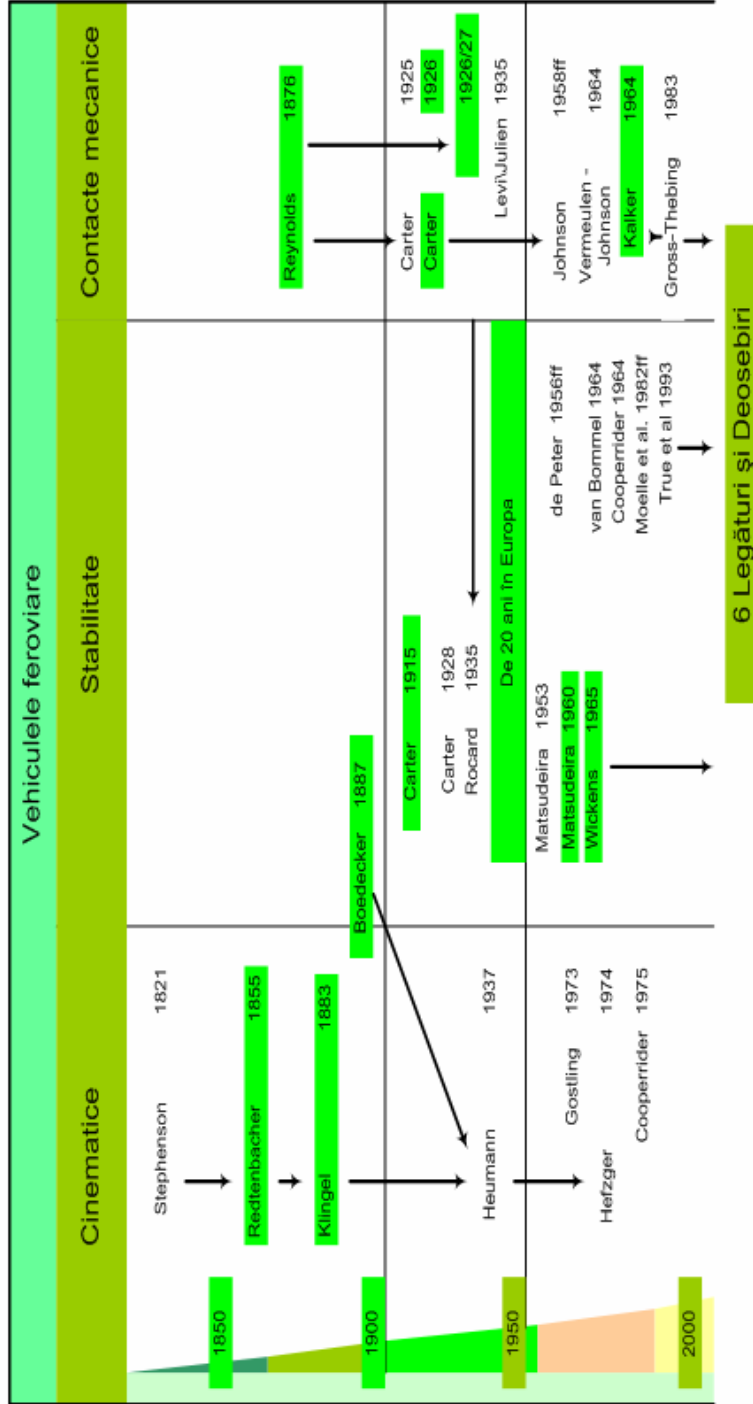 Vehiculele feroviare
Cinematice
Stabilitate
Contacte mecanice
1850
1900
1950
2000
Stephenson 1821
Redtenbacher 1855
Klingel 1883
Heumann 1937
Gostling 1973
Hefzger 1974
Cooperrider 1975
Boedecker 1887
Carter 1915
Carter 1928
Rocard 1935
De 20 ani în Europa
Matsudeira 1953
Matsudeira 1960
Wickens 1965
de Peter 1956ff
van Bommel 1964
Cooperrider 1964
Moelle et al. 1982ff
True et al 1993
Reynolds 1876
Carter 1925
Carter 1926
1926/27
Levi\Julien 1935
Johnson 1958ff
Vermeulen - 1964
Johnson
Kalker 1964
Gross-Thebing 1983
6 Legături şi Deosebiri